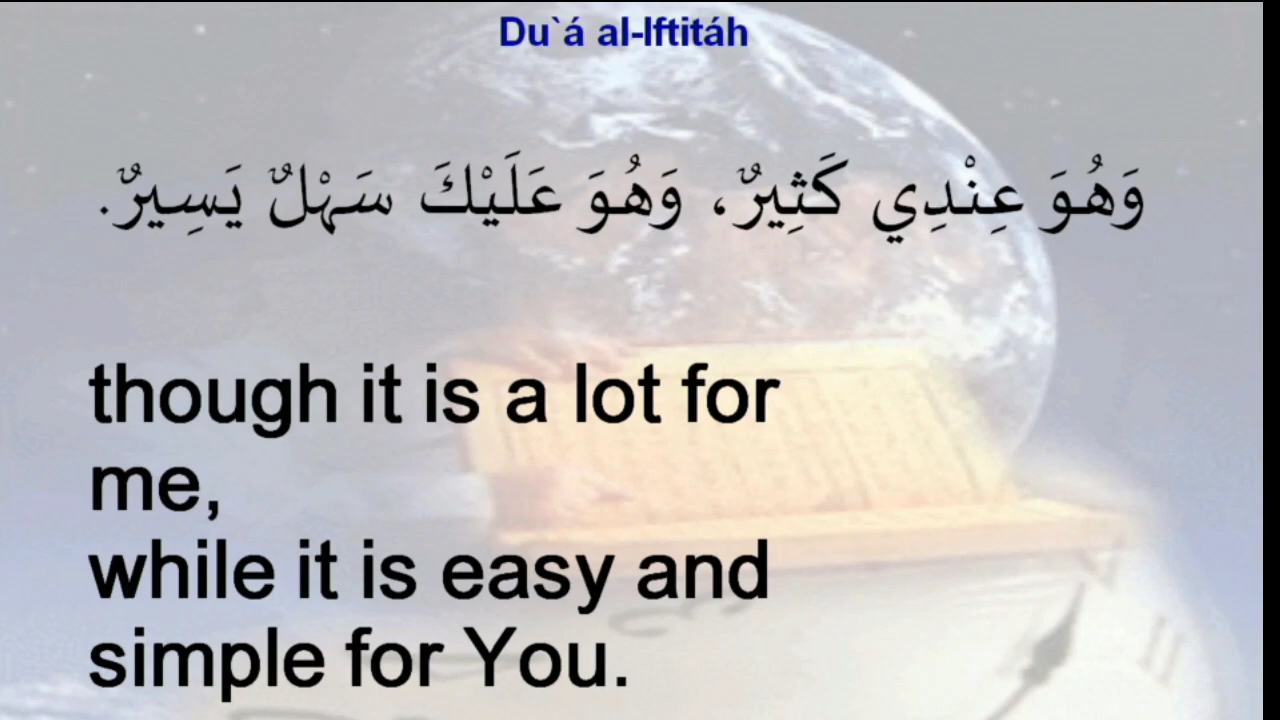 Du`á al-Iftitáh
وَهُوَ عِنْدِي كَثِيرٌ، وَهُوَ عَلَيْكَ سَهْلٌ يَسِيرٌ.
though it is a lot for
me,
while it is easy and
simple for You.